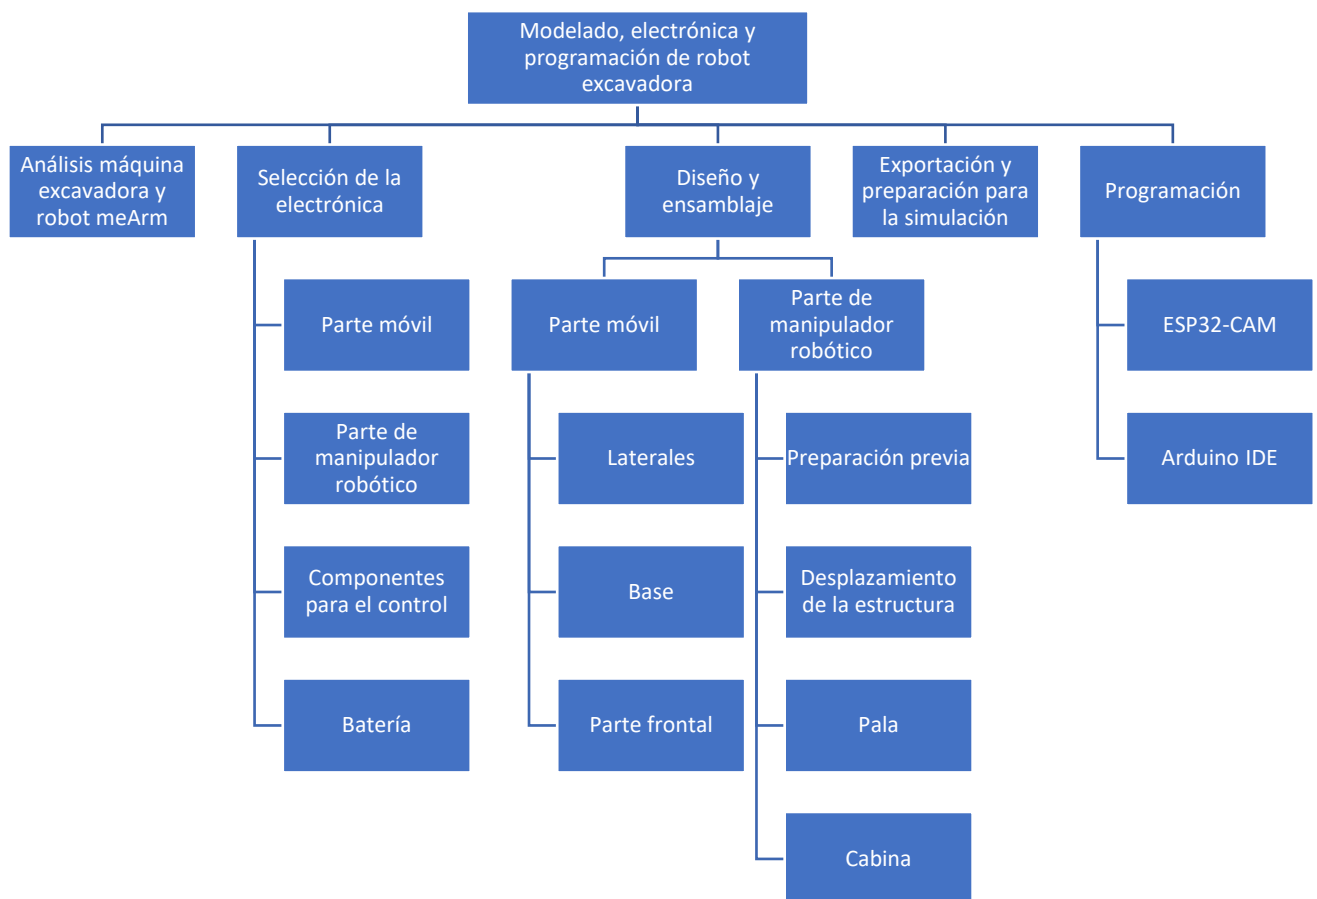 Modelado, electrónica y
programación de robot
excavadora
Análisis máquina
excavadora y
robot meArm
Selección de la
electrónica
Diseño y
ensamblaje
Exportación y
preparación para
la simulación
Programación
Parte móvil
Parte de
manipulador
robótico
Componentes
para el control
Batería
Parte móvil
Laterales
Base
Parte frontal
Parte de
manipulador
robótico
Preparación previa
Desplazamiento
de la estructura
Pala
Cabina
ESP32-CAM
Arduino IDE